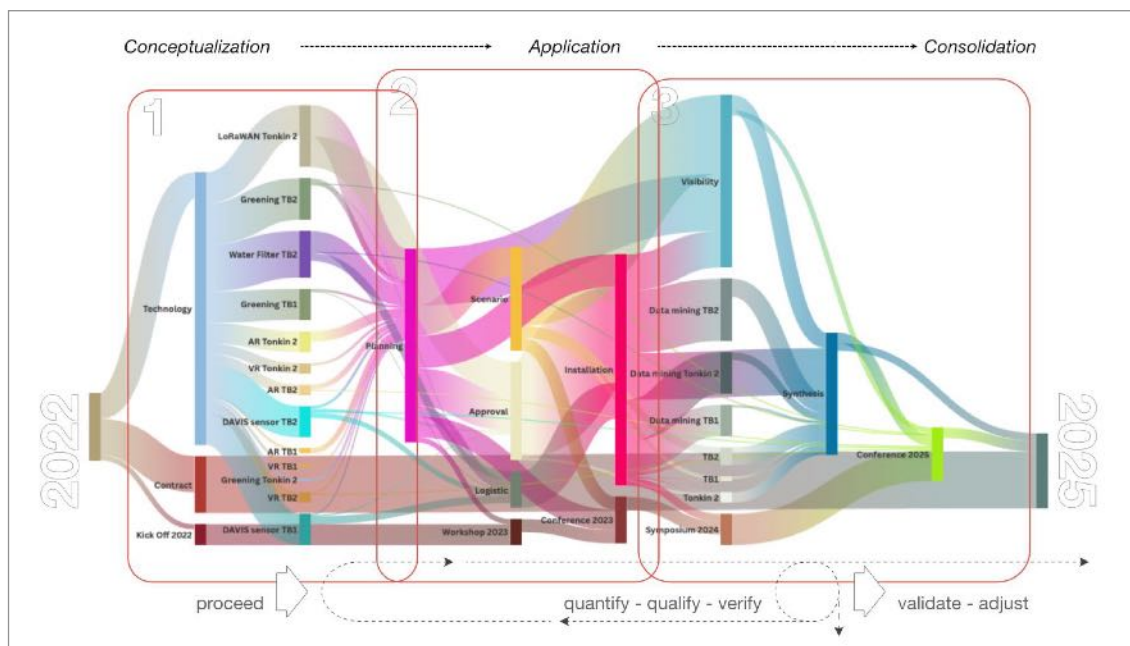 Conceptualization
Application
Consolidation
1
2
3
LoRaWAN Tonkin 2
Greening TB2
Visibility
Water Filter TB2
Scenario
Greening TB1
Technology
Data mining TB2
AR Tonkin 2
Planning
VR Tonkin 2
Installation
Data mining Tonkin 2
AR TB2
Synthesis
Approval
DAVIS sensor TB2
Data mining TB1
2022
2025
AR TB1
TB2
Conference 2025
VR TB1
Greening Tonkin 2
TB1
Contract
Logistic
VR TB2
Tonkin 2
Conference 2023
DAVIS sensor TB1
Kick Off 2022
Workshop 2023
Symposium 2024
proceed
quantify - qualify - verify
validate - adjust